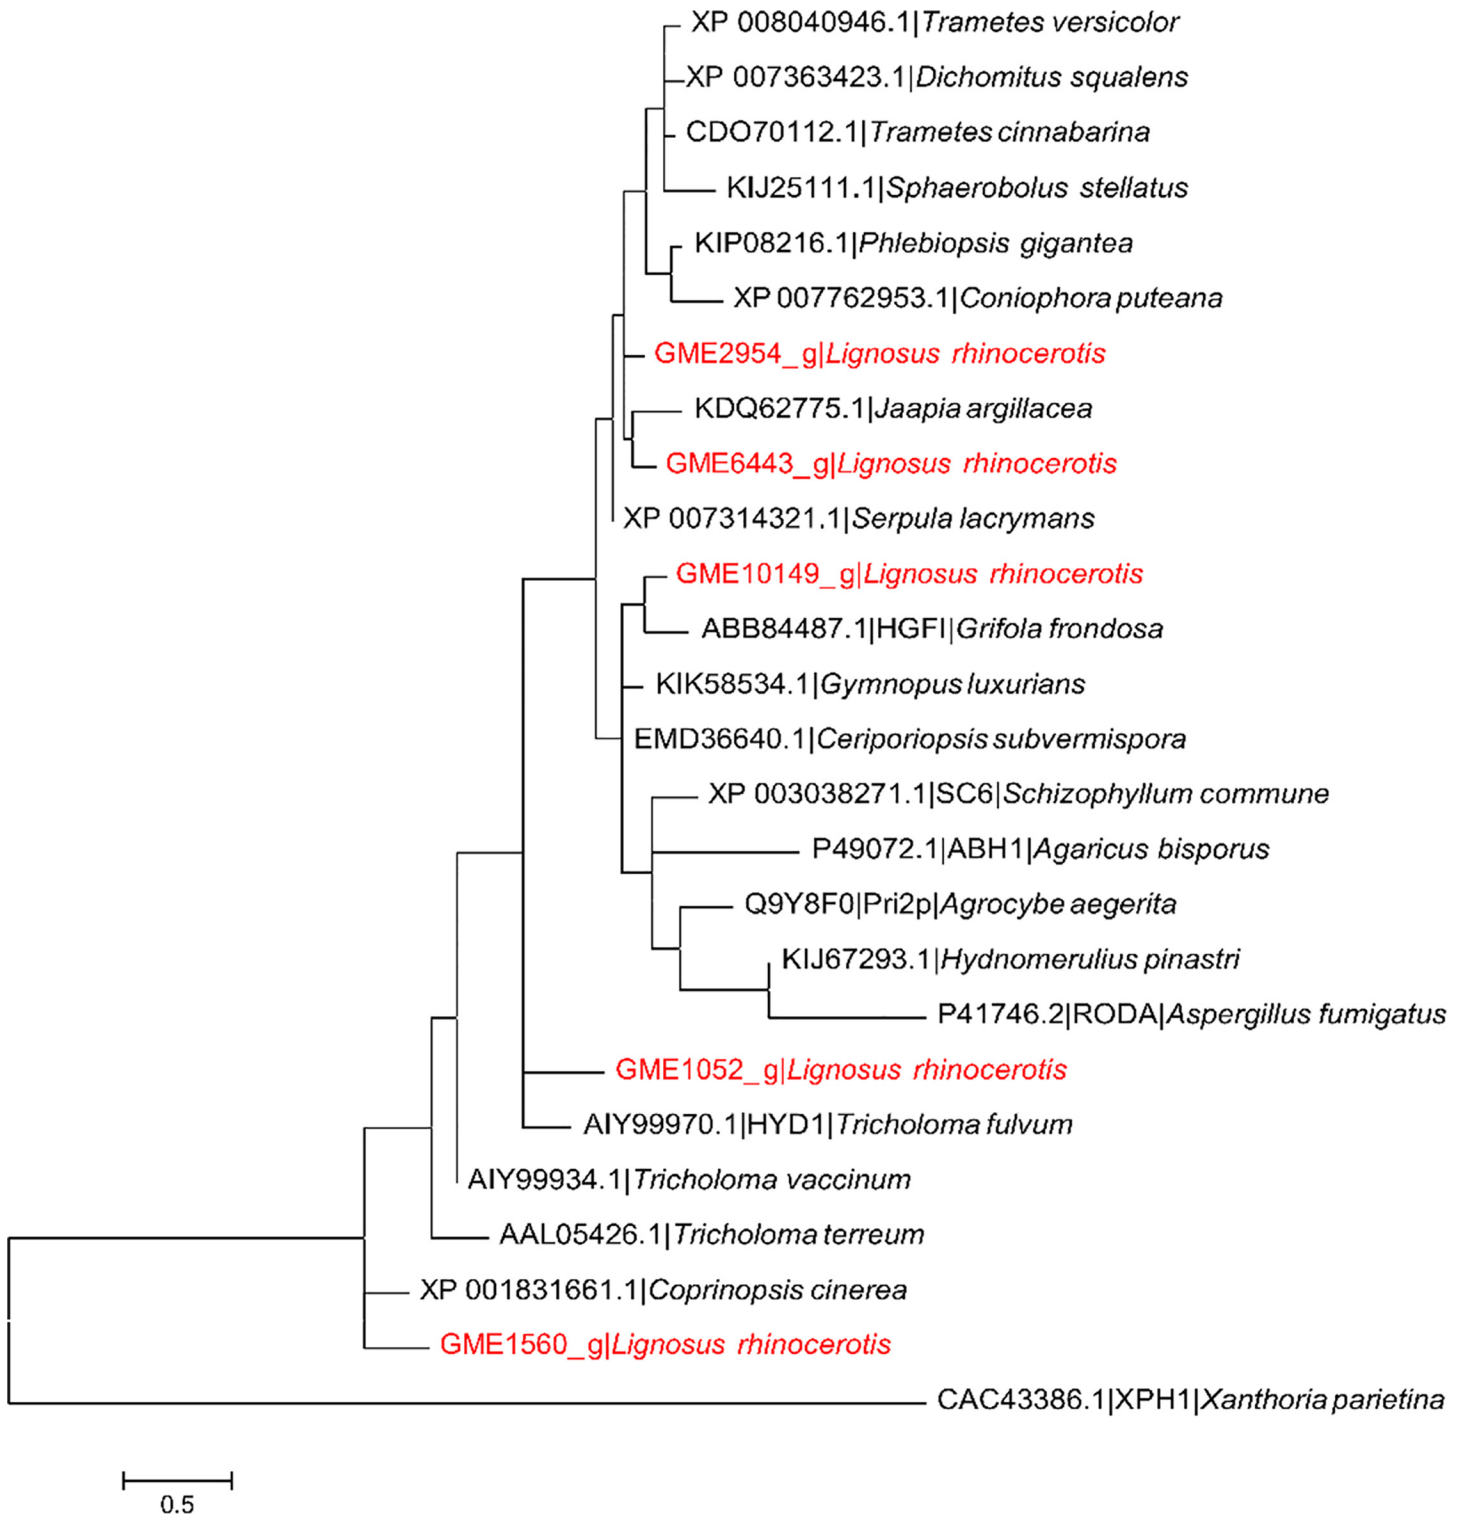 XP 008040946.1|Trametes versicolor
XP 007363423.1|Dichomitus squalens
CDO70112.1|Trametes cinnabarina
KIJ25111.1|Sphaerobolus stellatus
KIP08216.1|Phlebiopsis gigantea
XP 007762953.1|Coniophora puteana
GME2954_g|Lignosus rhinocerotis
KDQ62775.1|Jaapia argillacea
GME6443_g|Lignosus rhinocerotis
XP 007314321.1|Serpula lacrymans
GME10149_g|Lignosus rhinocerotis
ABB84487.1|HGFI|Grifola frondosa
KIK58534.1|Gymnopus luxurians
EMD36640.1|Ceriporiopsis subvermispora
XP 003038271.1|SC6|Schizophyllum commune
P49072.1|ABH1|Agaricus bisporus
Q9Y8F0|Pri2p|Agrocybe aegerita
KIJ67293.1|Hydnomerulius pinastri
P41746.2|RODA|Aspergillus fumigatus
GME1052_g|Lignosus rhinocerotis
AIY99970.1|HYD1|Tricholoma fulvum
AIY99934.1|Tricholoma vaccinum
AAL05426.1|Tricholoma terreum
XP 001831661.1|Coprinopsis cinerea
GME1560_g|Lignosus rhinocerotis
CAC43386.1|XPH1|Xanthoria parietina
0.5